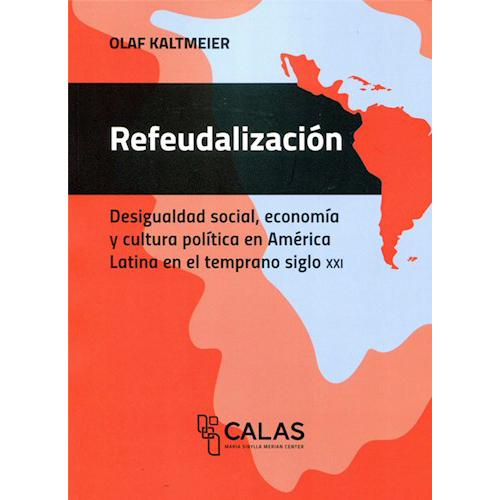 OLAF KALTMEIER
Refeudalización
Desigualdad social, economía
y cultura política en América
Latina en el temprano siglo XXI
CALAS
MARIA SIBYLLA MERIAN CENTER